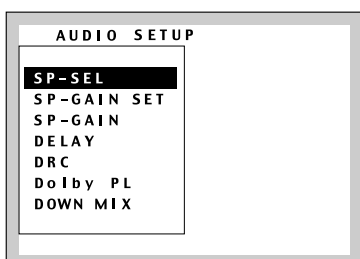 AUDIO SETUP
SP-SEL
SP-GAIN SET
SP-GAIN
DELAY
DRC
Dolby PL
DOWN MIX